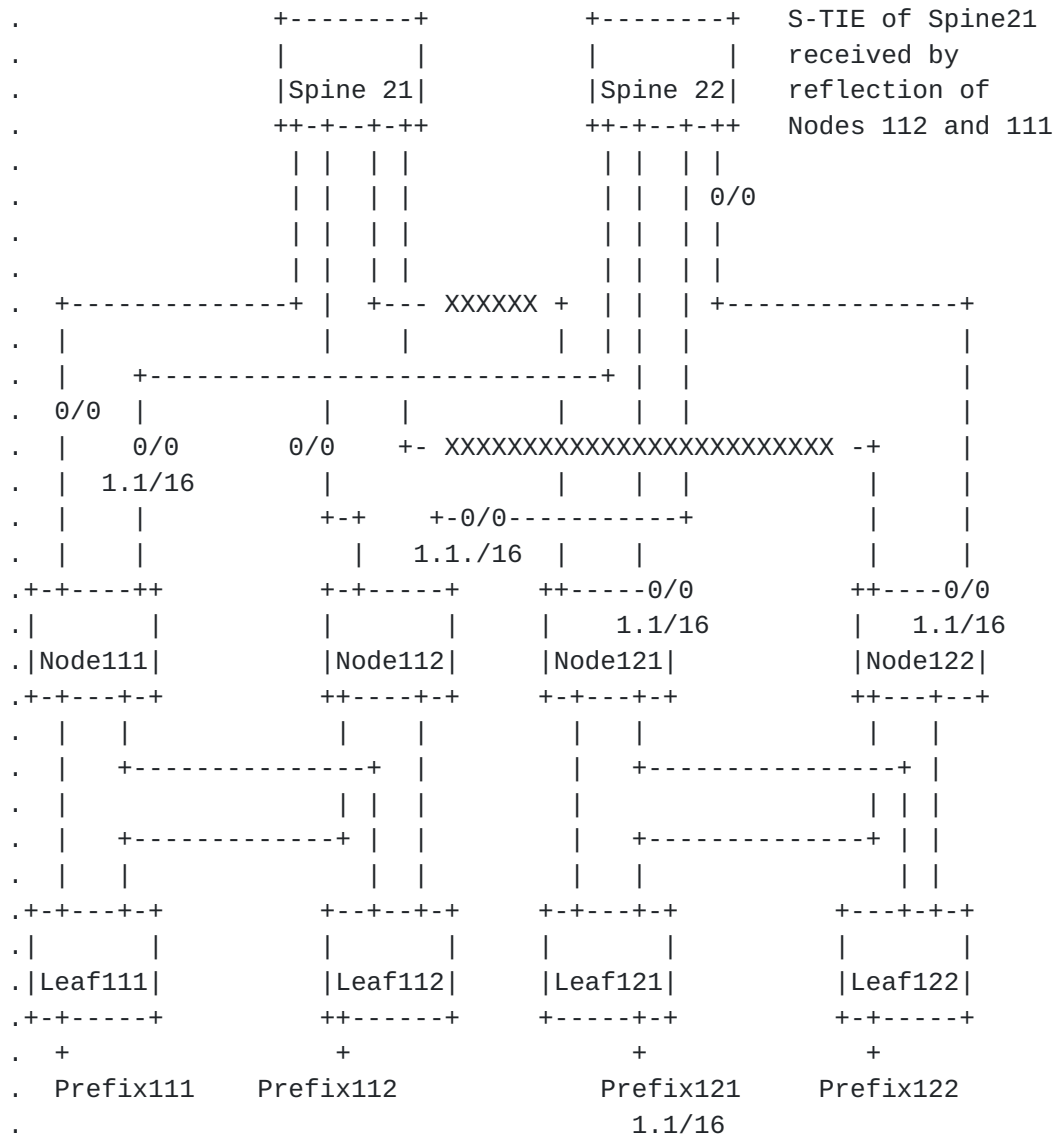 .                +--------+          +--------+   S-TIE of Spine21
.                |        |          |        |   received by
.                |Spine 21|          |Spine 22|   reflection of
.                ++-+--+-++          ++-+--+-++   Nodes 112 and 111
.                 | |  | |            | |  | |
.                 | |  | |            | |  | 0/0
.                 | |  | |            | |  | |
.                 | |  | |            | |  | |
.  +--------------+ |  +--- XXXXXX +  | |  | +---------------+
.  |                |    |         |  | |  |                 |
.  |    +-----------------------------+ |  |                 |
.  0/0  |           |    |         |    |  |                 |
.  |    0/0       0/0    +- XXXXXXXXXXXXXXXXXXXXXXXXX -+     |
.  |  1.1/16        |              |    |  |           |     |
.  |    |           +-+    +-0/0-----------+           |     |
.  |    |             |   1.1./16  |    |              |     |
.+-+----++          +-+-----+     ++-----0/0          ++----0/0
.|       |          |       |     |    1.1/16         |   1.1/16
.|Node111|          |Node112|     |Node121|           |Node122|
.+-+---+-+          ++----+-+     +-+---+-+           ++---+--+
.  |   |             |    |         |   |              |   |
.  |   +---------------+  |         |   +----------------+ |
.  |                 | |  |         |                  | | |
.  |   +-------------+ |  |         |   +--------------+ | |
.  |   |               |  |         |   |                | |
.+-+---+-+          +--+--+-+     +-+---+-+          +---+-+-+
.|       |          |       |     |       |          |       |
.|Leaf111|          |Leaf112|     |Leaf121|          |Leaf122|
.+-+-----+          ++------+     +-----+-+          +-+-----+
.  +                 +                  +              +
.  Prefix111    Prefix112             Prefix121     Prefix122
.                                       1.1/16